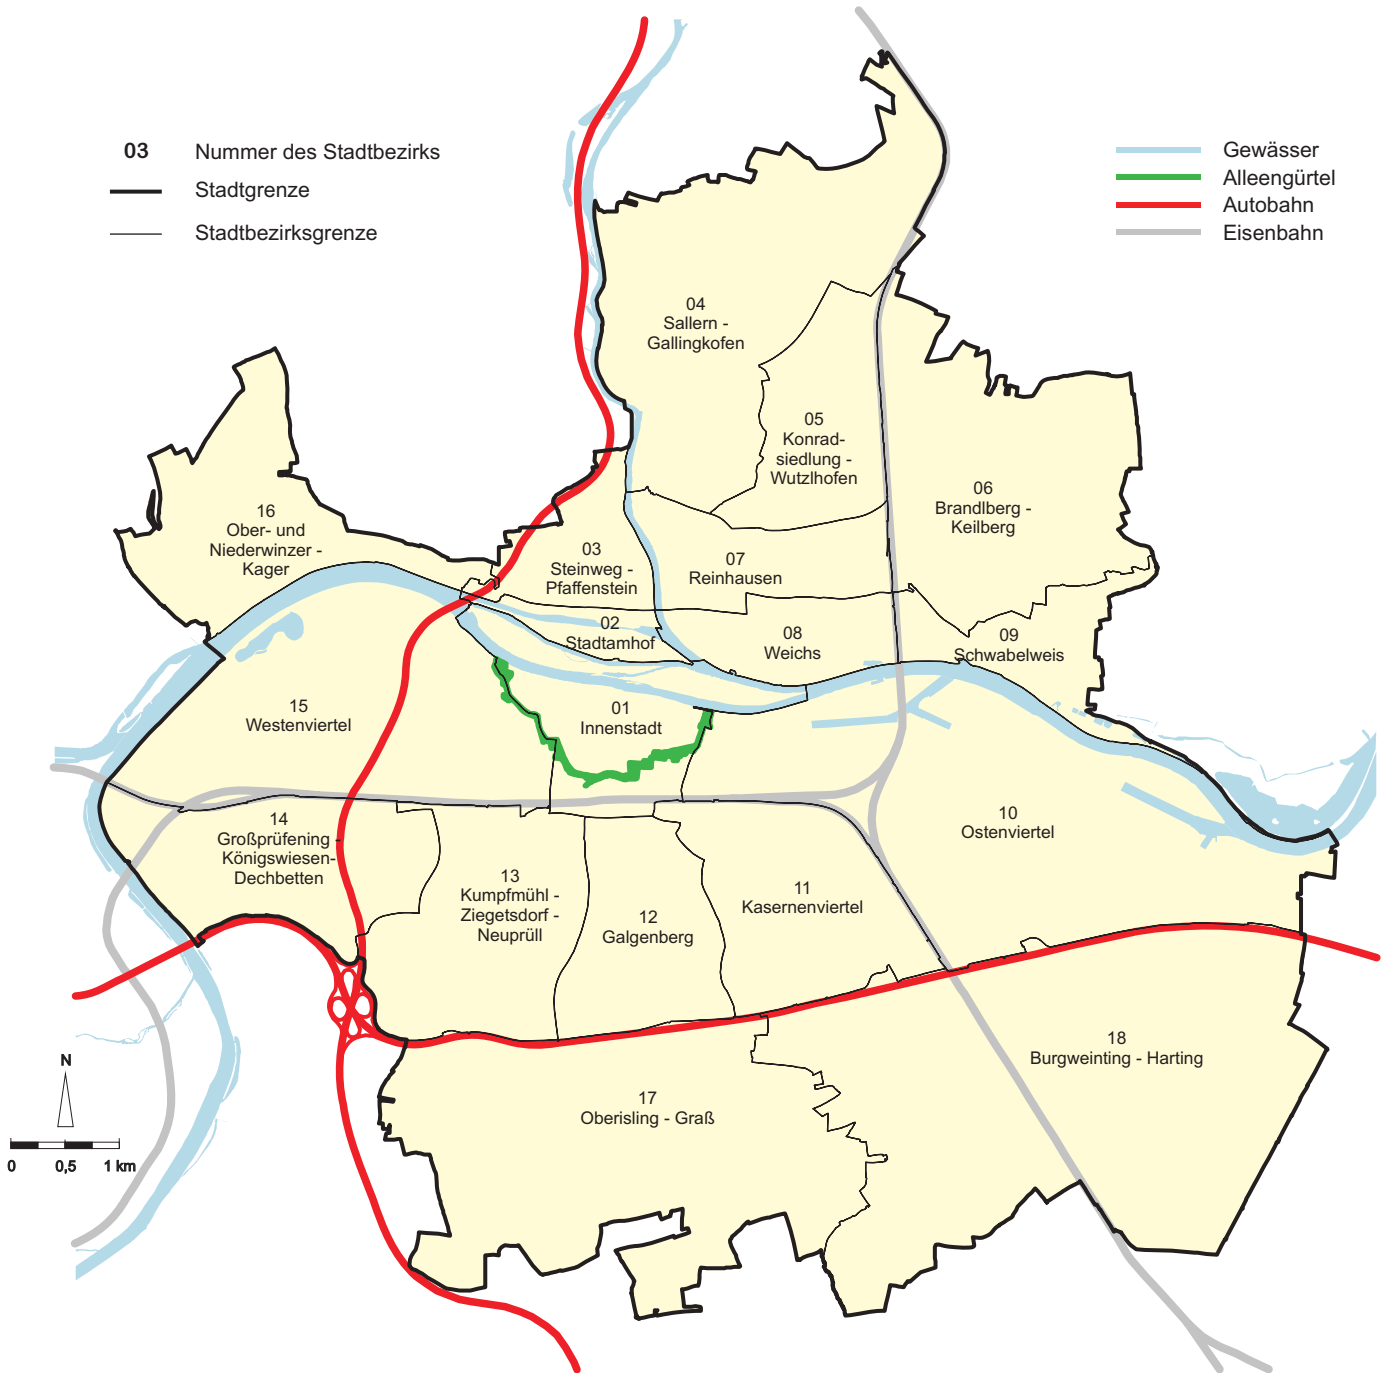 03 Nummer des Stadtbezirks
Stadtgrenze
Stadtbezirksgrenze
Gewässer
Alleengürtel
Autobahn
Eisenbahn
04
Sallern -
Gallingkofen
05
Konrad-
siedlung -
Wutzlhofen
06
Brandlberg -
Keilberg
16
Ober- und
Niederwinzer -
Kager
03
Steinweg -
Pfaffenstein
07
Reinhausen
02
Stadtamhof
08
Weichs
09
Schwabelweis
15
Westenviertel
01
Innenstadt
14
Großprüfening -
Königswiesen-
Dechbetten
10
Ostenviertel
13
Kumpfmühl -
Ziegetsdorf -
Neuprüll
12
Galgenberg
11
Kasernenviertel
18
Burgweinting - Harting
17
Oberisling - Graß
N
0 0,5 1 km